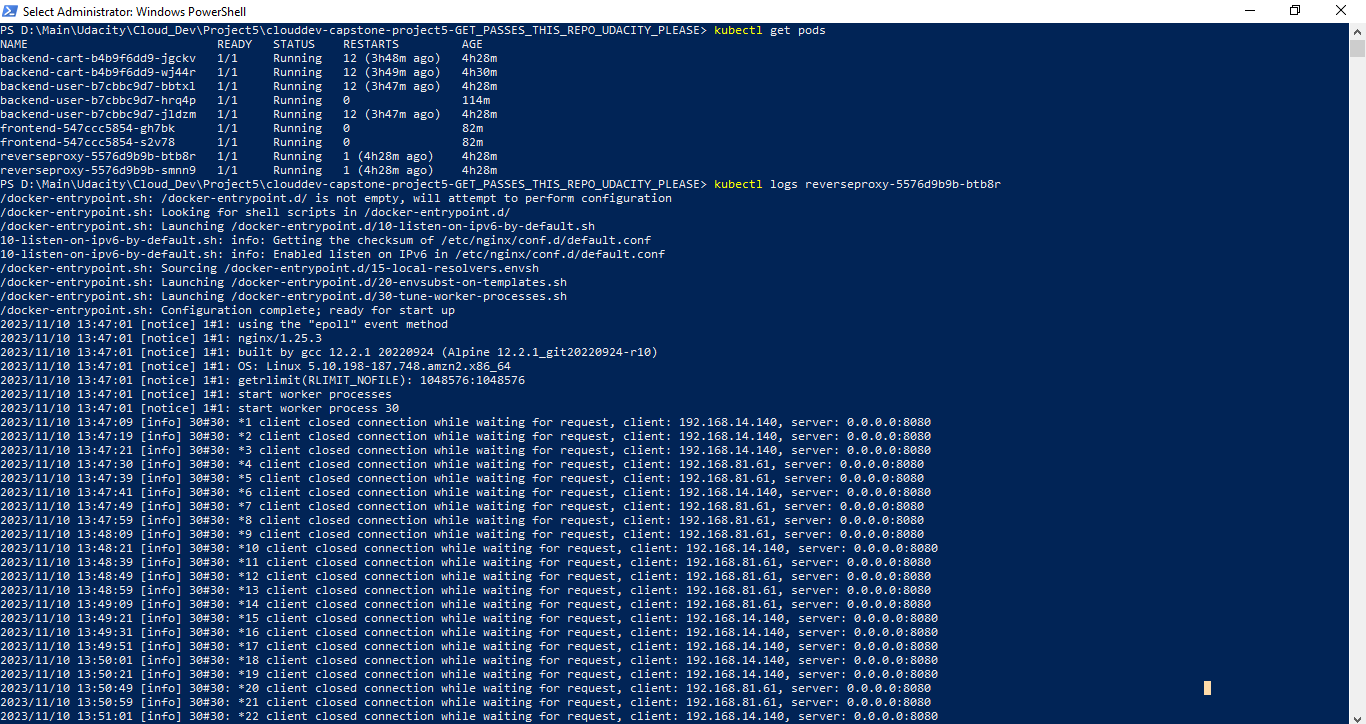 Select Administrator: Windows PowerShell
PS D:\Main\Udacity\Cloud_Dev\Project5\clouddev-capstone-project5-GET_PASSES_THIS_REPO_UDACITY_PLEASE> kubectl get pods
NAME READY STATUS RESTARTS AGE
backend-cart-b4b9f6dd9-jgckv 1/1 Running 12 (3h48m ago) 4h28m
backend-cart-b4b9f6dd9-wj44r 1/1 Running 12 (3h49m ago) 4h30m
backend-user-b7cbbc9d7-bbtxl 1/1 Running 12 (3h47m ago) 4h28m
backend-user-b7cbbc9d7-hrq4p 1/1 Running 0 114m
backend-user-b7cbbc9d7-jldzm 1/1 Running 12 (3h47m ago) 4h28m
frontend-547ccc5854-gh7bk 1/1 Running 0 82m
frontend-547ccc5854-s2v78 1/1 Running 0 82m
reverseproxy-5576d9b9b-btb8r 1/1 Running 1 (4h28m ago) 4h28m
reverseproxy-5576d9b9b-smnn9 1/1 Running 1 (4h28m ago) 4h28m
PS D:\Main\Udacity\Cloud_Dev\Project5\clouddev-capstone-project5-GET_PASSES_THIS_REPO_UDACITY_PLEASE> kubectl logs reverseproxy-5576d9b9b-btb8r
/docker-entrypoint.sh: /docker-entrypoint.d/ is not empty, will attempt to perform configuration
/docker-entrypoint.sh: Looking for shell scripts in /docker-entrypoint.d/
/docker-entrypoint.sh: Launching /docker-entrypoint.d/10-listen-on-ipv6-by-default.sh
10-listen-on-ipv6-by-default.sh: info: Getting the checksum of /etc/nginx/conf.d/default.conf
10-listen-on-ipv6-by-default.sh: info: Enabled listen on IPv6 in /etc/nginx/conf.d/default.conf
/docker-entrypoint.sh: Sourcing /docker-entrypoint.d/15-local-resolvers.envsh
/docker-entrypoint.sh: Launching /docker-entrypoint.d/20-envsubst-on-templates.sh
/docker-entrypoint.sh: Launching /docker-entrypoint.d/30-tune-worker-processes.sh
/docker-entrypoint.sh: Configuration complete; ready for start up
2023/11/10 13:47:01 [notice] 1#1: using the "epoll" event method
2023/11/10 13:47:01 [notice] 1#1: nginx/1.25.3
2023/11/10 13:47:01 [notice] 1#1: built by gcc 12.2.1 20220924 (Alpine 12.2.1_git20220924-r10)
2023/11/10 13:47:01 [notice] 1#1: OS: Linux 5.10.198-187.748.amzn2.x86_64
2023/11/10 13:47:01 [notice] 1#1: getrlimit(RLIMIT_NOFILE): 1048576:1048576
2023/11/10 13:47:01 [notice] 1#1: start worker processes
2023/11/10 13:47:01 [notice] 1#1: start worker process 30
2023/11/10 13:47:09 [info] 30#30: *1 client closed connection while waiting for request, client: 192.168.14.140, server: 0.0.0.0:8080
2023/11/10 13:47:19 [info] 30#30: *2 client closed connection while waiting for request, client: 192.168.14.140, server: 0.0.0.0:8080
2023/11/10 13:47:21 [info] 30#30: *3 client closed connection while waiting for request, client: 192.168.14.140, server: 0.0.0.0:8080
2023/11/10 13:47:30 [info] 30#30: *4 client closed connection while waiting for request, client: 192.168.81.61, server: 0.0.0.0:8080
2023/11/10 13:47:39 [info] 30#30: *5 client closed connection while waiting for request, client: 192.168.81.61, server: 0.0.0.0:8080
2023/11/10 13:47:41 [info] 30#30: *6 client closed connection while waiting for request, client: 192.168.14.140, server: 0.0.0.0:8080
2023/11/10 13:47:49 [info] 30#30: *7 client closed connection while waiting for request, client: 192.168.81.61, server: 0.0.0.0:8080
2023/11/10 13:47:59 [info] 30#30: *8 client closed connection while waiting for request, client: 192.168.81.61, server: 0.0.0.0:8080
2023/11/10 13:48:09 [info] 30#30: *9 client closed connection while waiting for request, client: 192.168.81.61, server: 0.0.0.0:8080
2023/11/10 13:48:21 [info] 30#30: *10 client closed connection while waiting for request, client: 192.168.14.140, server: 0.0.0.0:8080
2023/11/10 13:48:39 [info] 30#30: *11 client closed connection while waiting for request, client: 192.168.81.61, server: 0.0.0.0:8080
2023/11/10 13:48:49 [info] 30#30: *12 client closed connection while waiting for request, client: 192.168.81.61, server: 0.0.0.0:8080
2023/11/10 13:48:59 [info] 30#30: *13 client closed connection while waiting for request, client: 192.168.81.61, server: 0.0.0.0:8080
2023/11/10 13:49:09 [info] 30#30: *14 client closed connection while waiting for request, client: 192.168.81.61, server: 0.0.0.0:8080
2023/11/10 13:49:21 [info] 30#30: *15 client closed connection while waiting for request, client: 192.168.14.140, server: 0.0.0.0:8080
2023/11/10 13:49:31 [info] 30#30: *16 client closed connection while waiting for request, client: 192.168.14.140, server: 0.0.0.0:8080
2023/11/10 13:49:51 [info] 30#30: *17 client closed connection while waiting for request, client: 192.168.14.140, server: 0.0.0.0:8080
2023/11/10 13:50:01 [info] 30#30: *18 client closed connection while waiting for request, client: 192.168.14.140, server: 0.0.0.0:8080
2023/11/10 13:50:21 [info] 30#30: *19 client closed connection while waiting for request, client: 192.168.14.140, server: 0.0.0.0:8080
2023/11/10 13:50:49 [info] 30#30: *20 client closed connection while waiting for request, client: 192.168.81.61, server: 0.0.0.0:8080
2023/11/10 13:50:59 [info] 30#30: *21 client closed connection while waiting for request, client: 192.168.81.61, server: 0.0.0.0:8080
2023/11/10 13:51:01 [info] 30#30: *22 client closed connection while waiting for request, client: 192.168.14.140, server: 0.0.0.0:8080